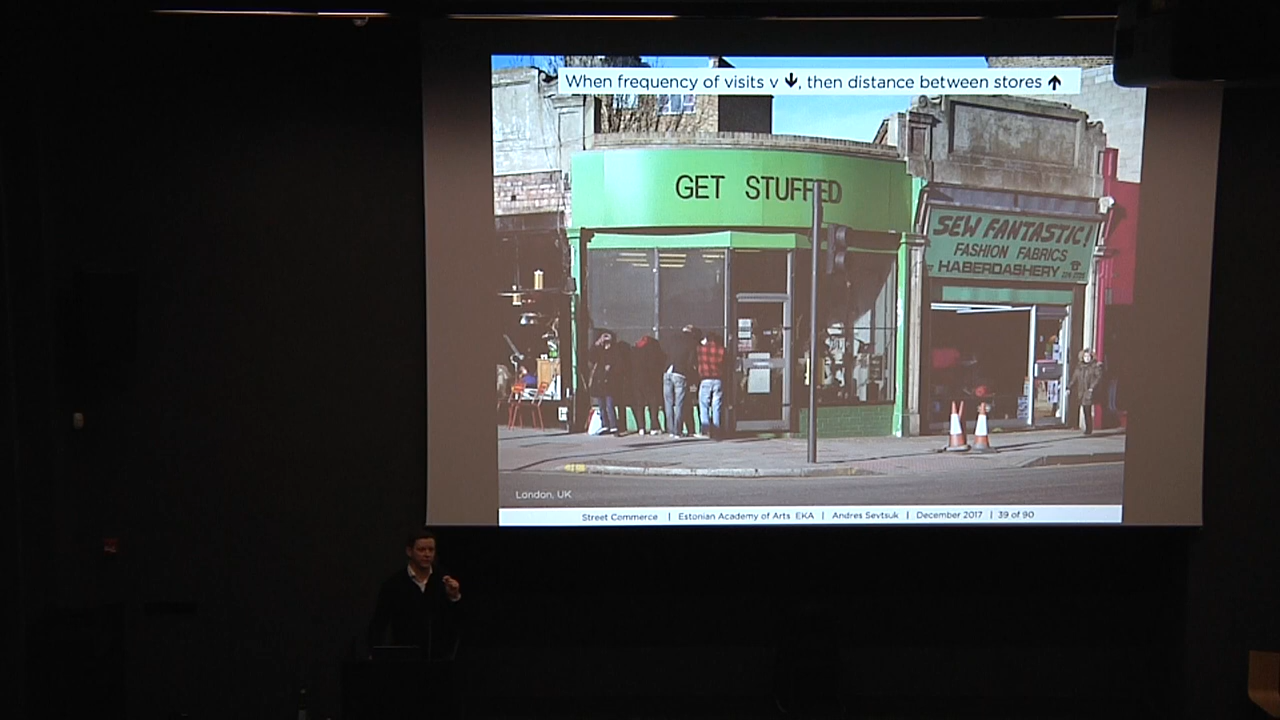 When frequency of visits v ↓, then distance between stores ↑
GET STUFFED
SEW FANTASTIC!
FASHION FABRICS
HABERDASHERY
London, UK
Street Commerce | Estonian Academy of Arts EKA | Andres Sevtsuk | December 2017 | 39 of 90